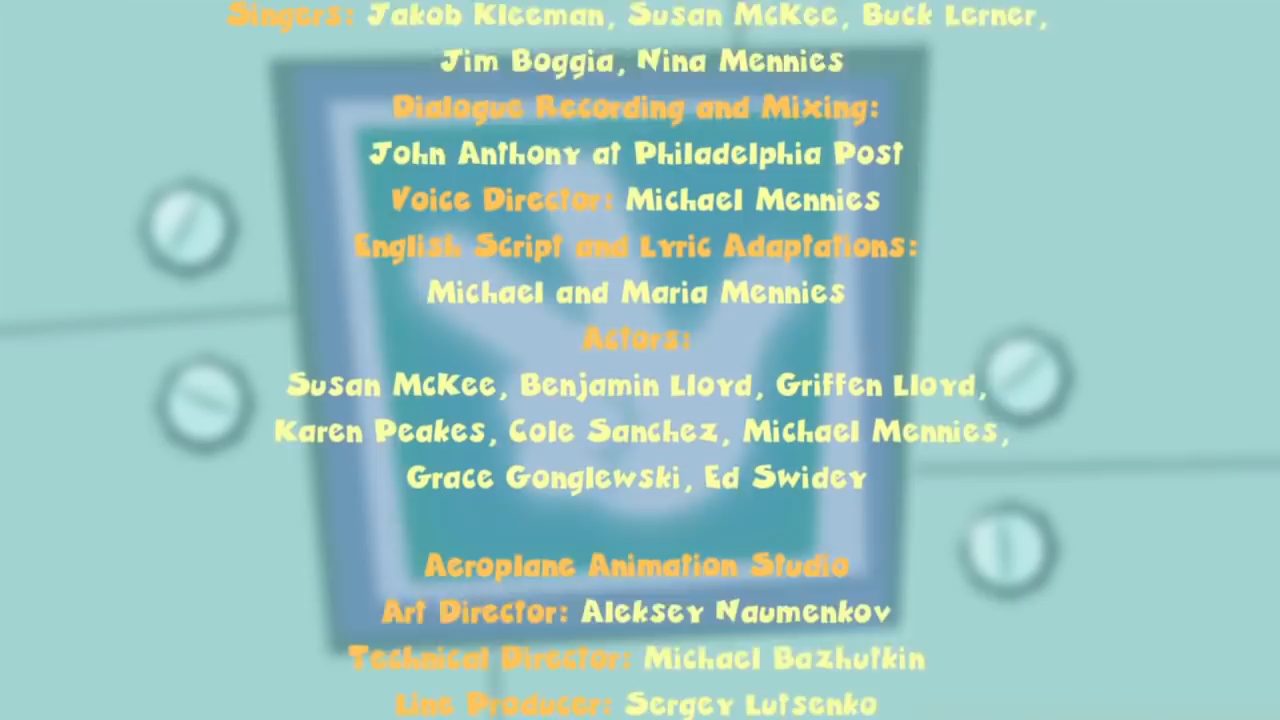 Singers: Jakob Kleeman, Susan McKee, Buck Lerner,
Jim Boggia, Nina Mennies
Dialogue Recording and Mixing:
John Anthony at Philadelphia Post
Voice Director: Michael Mennies
English Script and Lyric Adaptations:
Michael and Maria Mennies
Actors:
Susan McKee, Benjamin Lloyd, Griffen Lloyd,
Karen Peakes, Cole Sanchez, Michael Mennies,
Grace Gonglewski, Ed Swidey
Aeroplane Animation Studio
Art Director: Aleksey Naumenkov
Technical Director: Michael Bazhutkin
Line Producer: Sergey Lutsenko